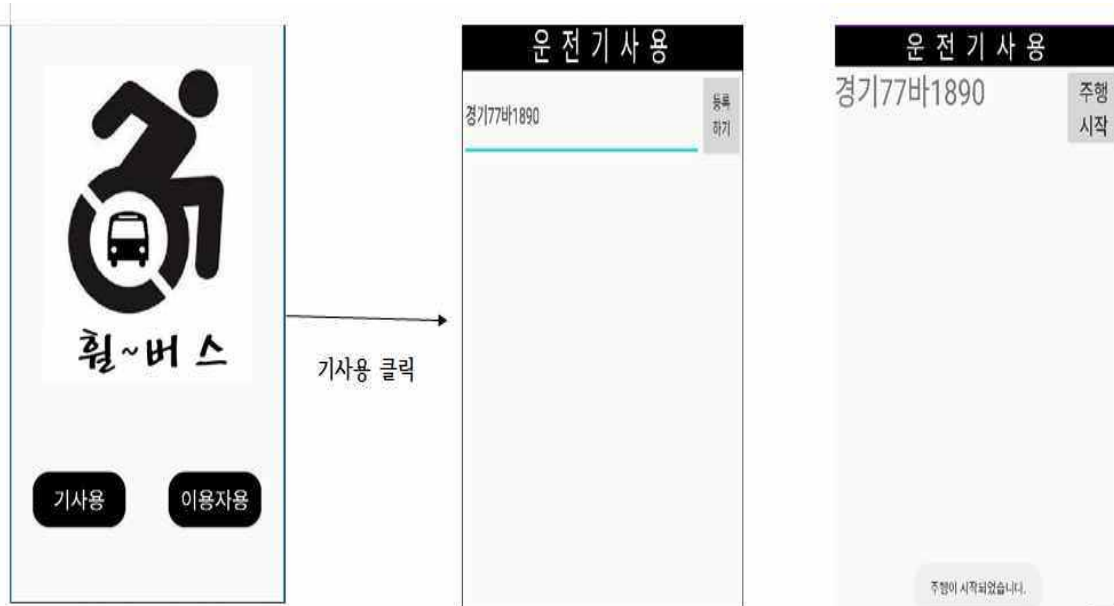 휠~버스
기사용
이용자용
기사용 클릭
운전기사용
경기77바1890
등록
하기
운전기사용
경기77바1890
주행
시작
주행이 시작되었습니다.